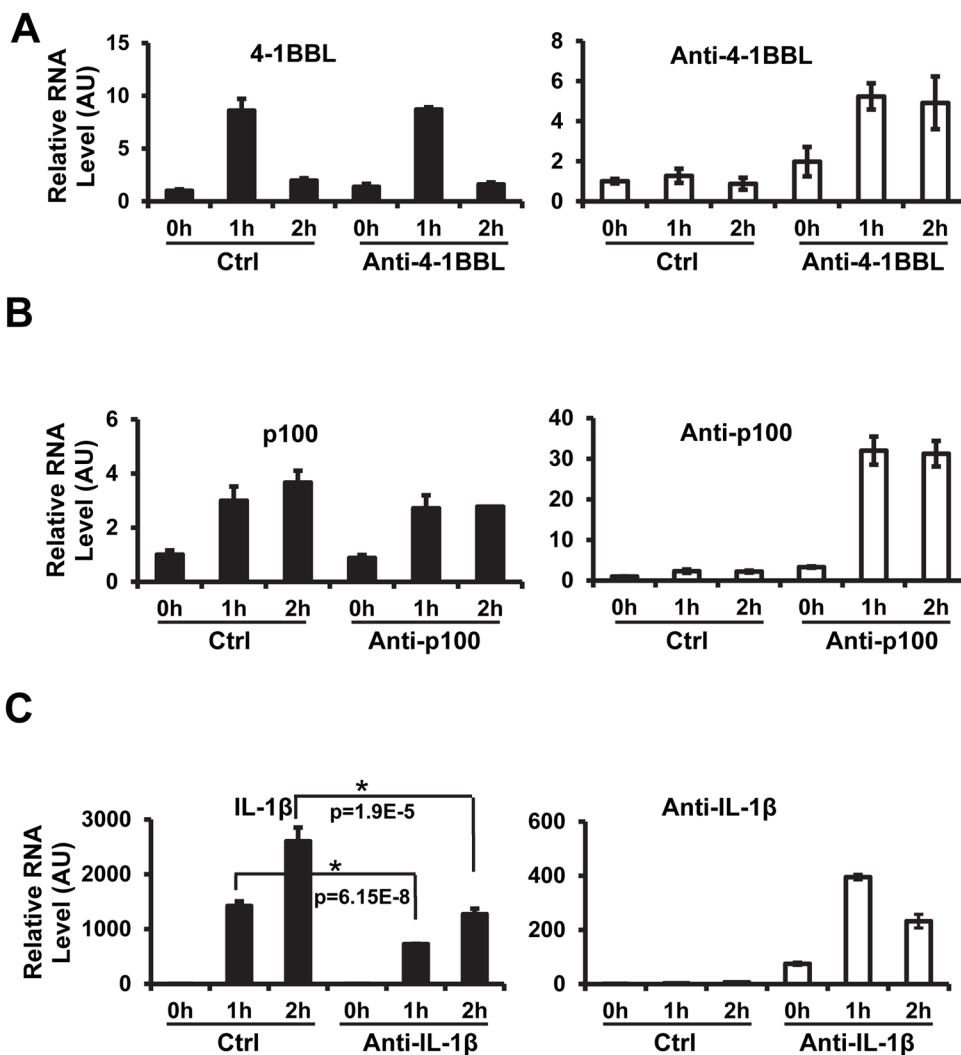 A
4-1BBL
Relative RNA
Level (AU)
15
10
5
0
0h 1h 2h 0h 1h 2h
Ctrl Anti-4-1BBL
Anti-4-1BBL
8
6
4
2
0
0h 1h 2h 0h 1h 2h
Ctrl Anti-4-1BBL
B
p100
Relative RNA
Level (AU)
6
4
2
0
0h 1h 2h 0h 1h 2h
Ctrl Anti-p100
Anti-p100
40
30
20
10
0
0h 1h 2h 0h 1h 2h
Ctrl Anti-p100
C
IL-1β
*
p=1.9E-5
*
p=6.15E-8
Relative RNA
Level (AU)
3000
2000
1000
0
0h 1h 2h 0h 1h 2h
Ctrl Anti-IL-1β
Anti-IL-1β
600
400
200
0
0h 1h 2h 0h 1h 2h
Ctrl Anti-IL-1β